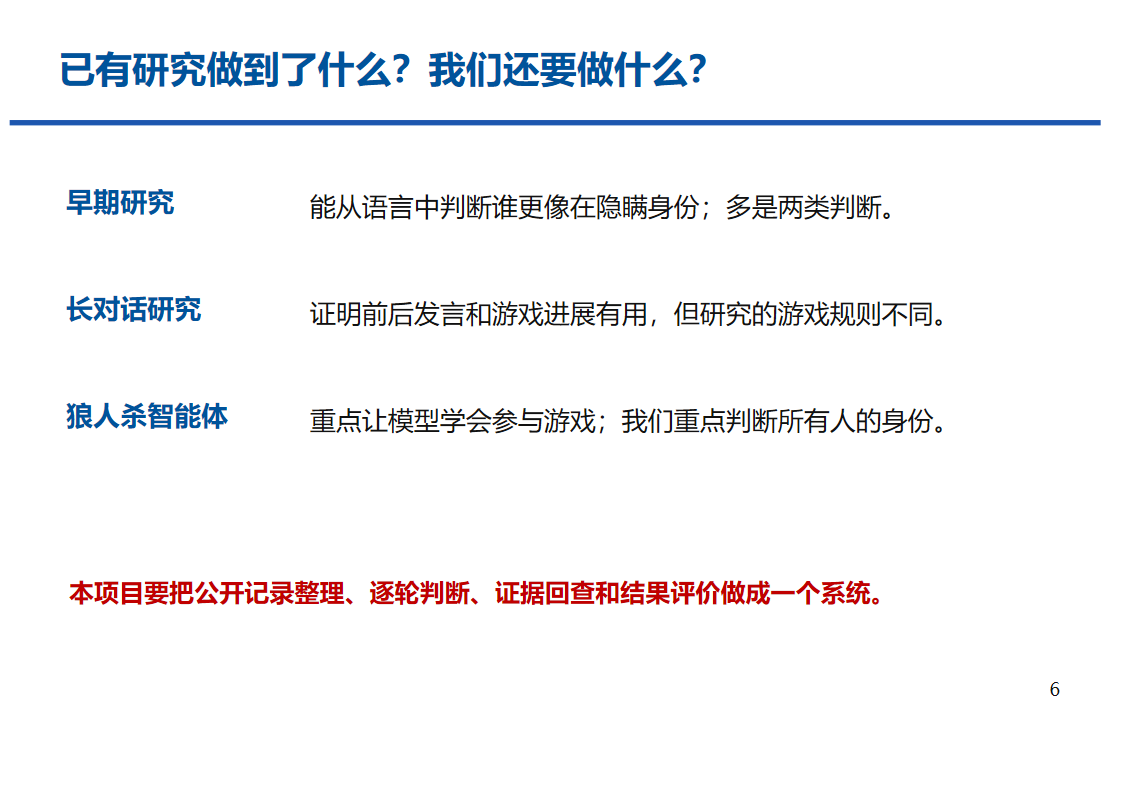 已有研究做到了什么？我们还要做什么？
早期研究 能从语言中判断谁更像在隐瞒身份；多是两类判断。
长对话研究 证明前后发言和游戏进展有用，但研究的游戏规则不同。
狼人杀智能体 重点让模型学会参与游戏；我们重点判断所有人的身份。
本项目要把公开记录整理、逐轮判断、证据回查和结果评价做成一个系统。
6